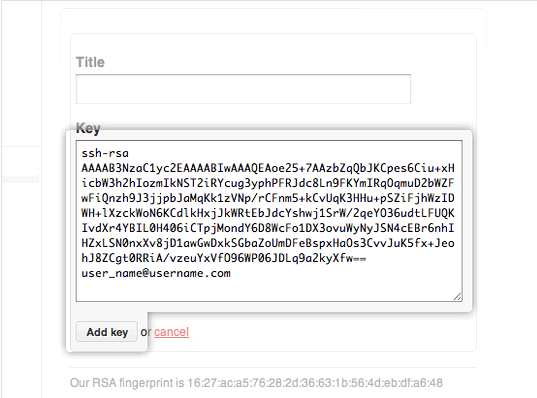 Title
Key
ssh-rsa
AAAAB3NzaC1yc2EAAAABIwAAAQEAoe25+7AAzbZqQbJKCpes6Ciu+xH
icbW3h2hIozmIkNST2iRYcug3yphPFRJdc8Ln9FKYmIRqOqmuD2bWZF
wFiQnzh9J3jjpbJaMqKk1zVNp/rCFnm5+kCvUqK3HHu+pSZiFjhWzID
WH+lXzckWoN6KCdlkHxjJkWRtEbJdcYshwj1SrW/2qeYO36udtLFUQK
IvdXr4YBIL0H406iCTpjMondY6D8WcFo1DX3ovuWyNyJSN4cEBr6nhI
HZxLSN0nxXv8jD1awGwDxkSGbaZoUmDFeBspxHaOs3CvvJuK5fx+Jeo
hJ8ZCgt0RRiA/vzeuYxVfO96WP06JDLq9a2kyXfw==
user_name@username.com
Add key or cancel
Our RSA fingerprint is 16:27:ac:a5:76:28:2d:36:63:1b:56:4d:eb:df:a6:48